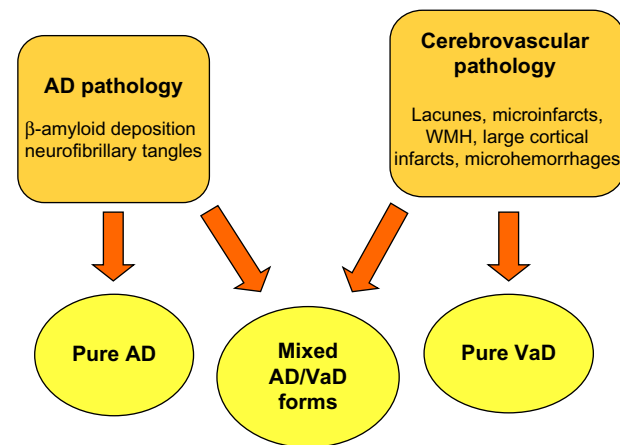 AD pathology
β-amyloid deposition
neurofibrillary tangles
Cerebrovascular
pathology
Lacunes, microinfarcts,
WMH, large cortical
infarcts, microhemorrhages
Pure AD
Mixed
AD/VaD
forms
Pure VaD